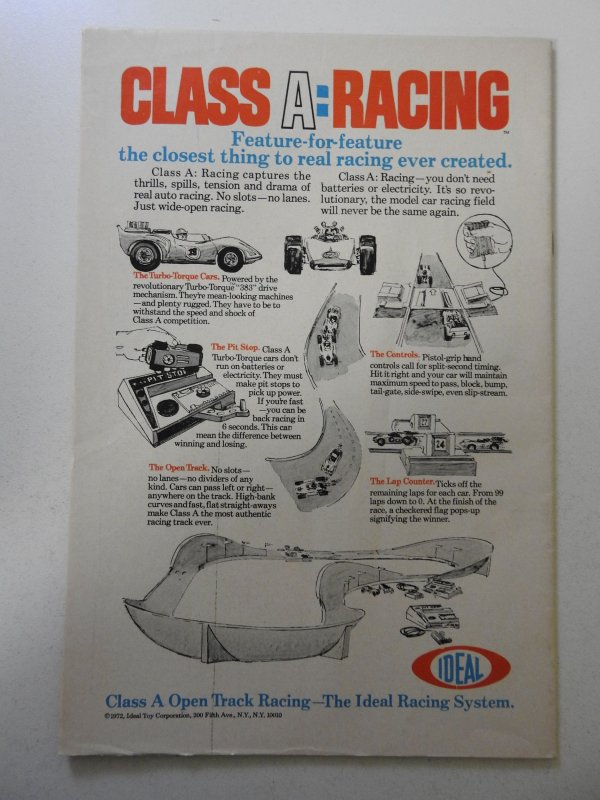 CLASS A: RACING ™
Feature-for-feature
the closest thing to real racing ever created.
Class A: Racing captures the
thrills, spills, tension and drama of
real auto racing. No slots—no lanes.
Just wide-open racing.
Class A: Racing—you don't need
batteries or electricity. It's so revo-
lutionary, the model car racing field
will never be the same again.
The Turbo-Torque Cars. Powered by the
revolutionary Turbo-Torque "383" drive
mechanism. They're mean-looking machines
—and plenty rugged. They have to be to
withstand the speed and shock of
Class A competition.
The Pit Stop. Class A
Turbo-Torque cars don't
run on batteries or
electricity. They must
make pit stops to
pick up power.
If you're fast
—you can be
back racing in
6 seconds. This can
mean the difference between
winning and losing.
PIT STOP
The Controls. Pistol-grip hand
controls call for split-second timing.
Hit it right and your car will maintain
maximum speed to pass, block, bump,
tail-gate, side-swipe, even slip-stream.
The Open Track. No slots—
no lanes—no dividers of any
kind. Cars can pass left or right—
anywhere on the track. High-bank
curves and fast, flat straight-aways
make Class A the most authentic
racing track ever.
24
The Lap Counter. Ticks off the
remaining laps for each car. From 99
laps down to 0. At the finish of the
race, a checkered flag pops-up
signifying the winner.
IDEAL
Class A Open Track Racing—The Ideal Racing System.
©1972, Ideal Toy Corporation, 200 Fifth Ave., N.Y., N.Y. 10010